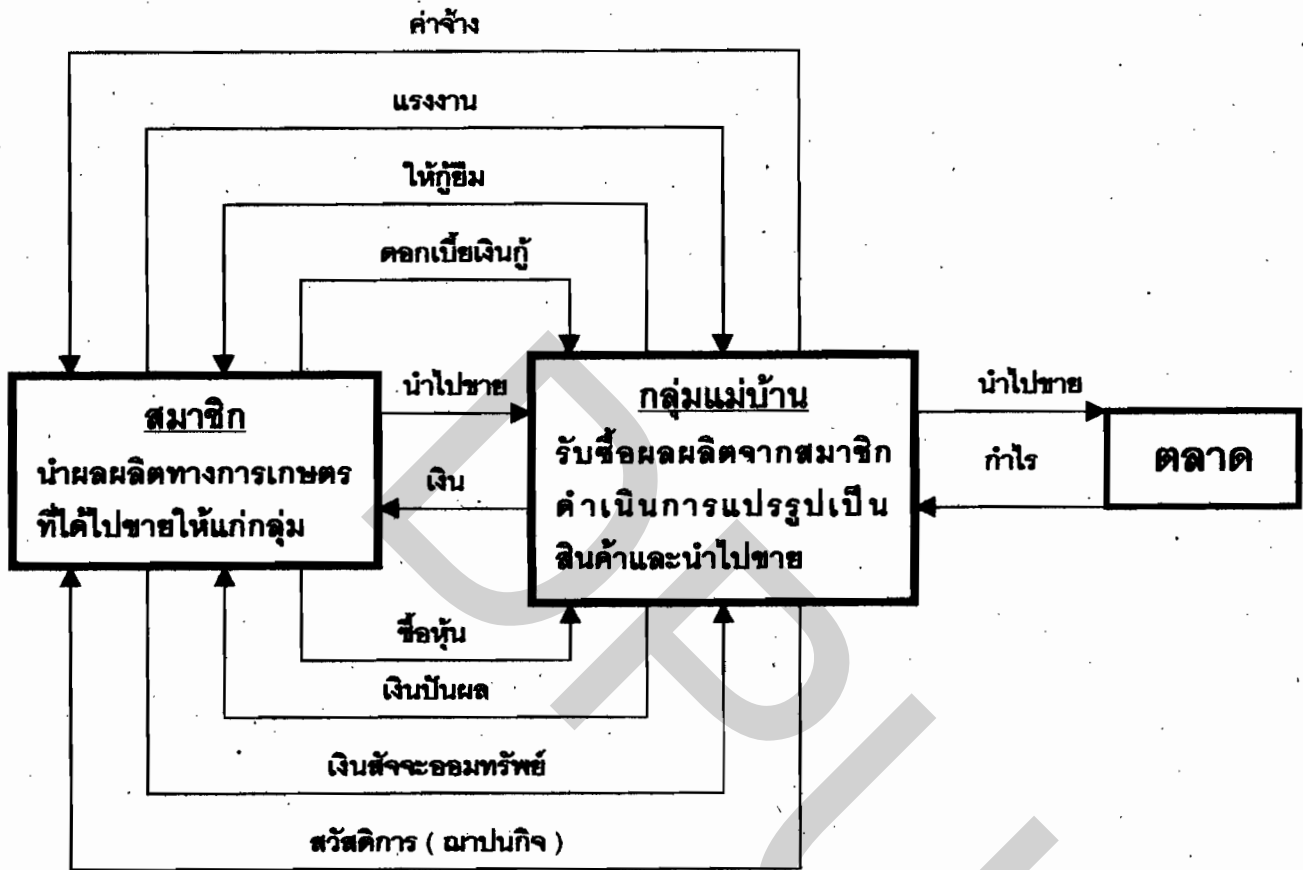 ค่าจ้าง
แรงงาน
ให้กู้ยืม
ดอกเบี้ยเงินกู้
สมาชิก
นำผลผลิตทางการเกษตร
ที่ได้ไปขายให้แก่กลุ่ม
นำไปขาย
เงิน
กลุ่มแม่บ้าน
รับซื้อผลผลิตจากสมาชิก
ดำเนินการแปรรูปเป็น
สินค้าและนำไปขาย
นำไปขาย
กำไร
ตลาด
ซื้อหุ้น
เงินปันผล
เงินสัจจะออมทรัพย์
สวัสดิการ ( ฌาปนกิจ )